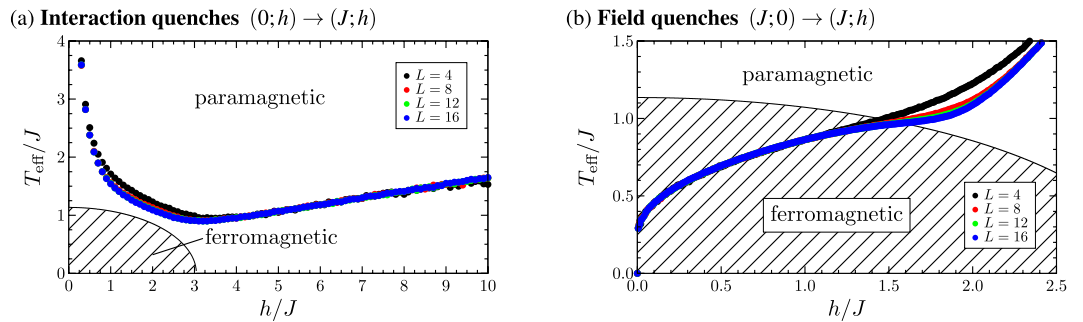 (a) Interaction quenches (0; h) → (J; h)
4
3
2
1
0
T_eff/J
paramagnetic
ferromagnetic
L = 4
L = 8
L = 12
L = 16
0 1 2 3 4 5 6 7 8 9 10
h/J
(b) Field quenches (J; 0) → (J; h)
1.5
1.0
0.5
0.0
T_eff/J
paramagnetic
ferromagnetic
L = 4
L = 8
L = 12
L = 16
0.0 0.5 1.0 1.5 2.0 2.5
h/J